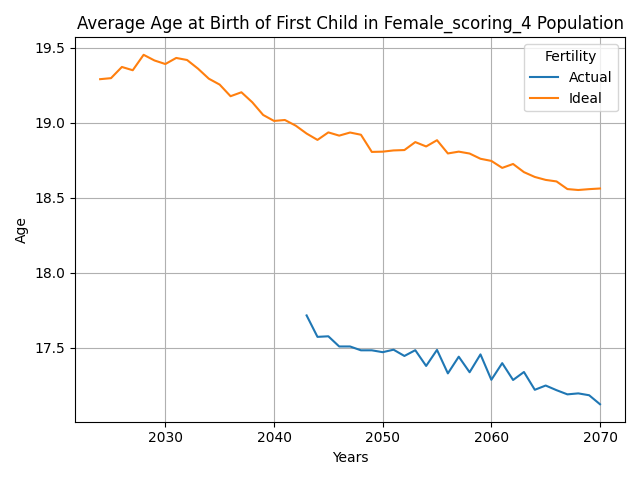 Average Age at Birth of First Child in Female_scoring_4 Population
Fertility
Actual
Ideal
19.5
19.0
18.5
18.0
17.5
Age
2030 2040 2050 2060 2070
Years